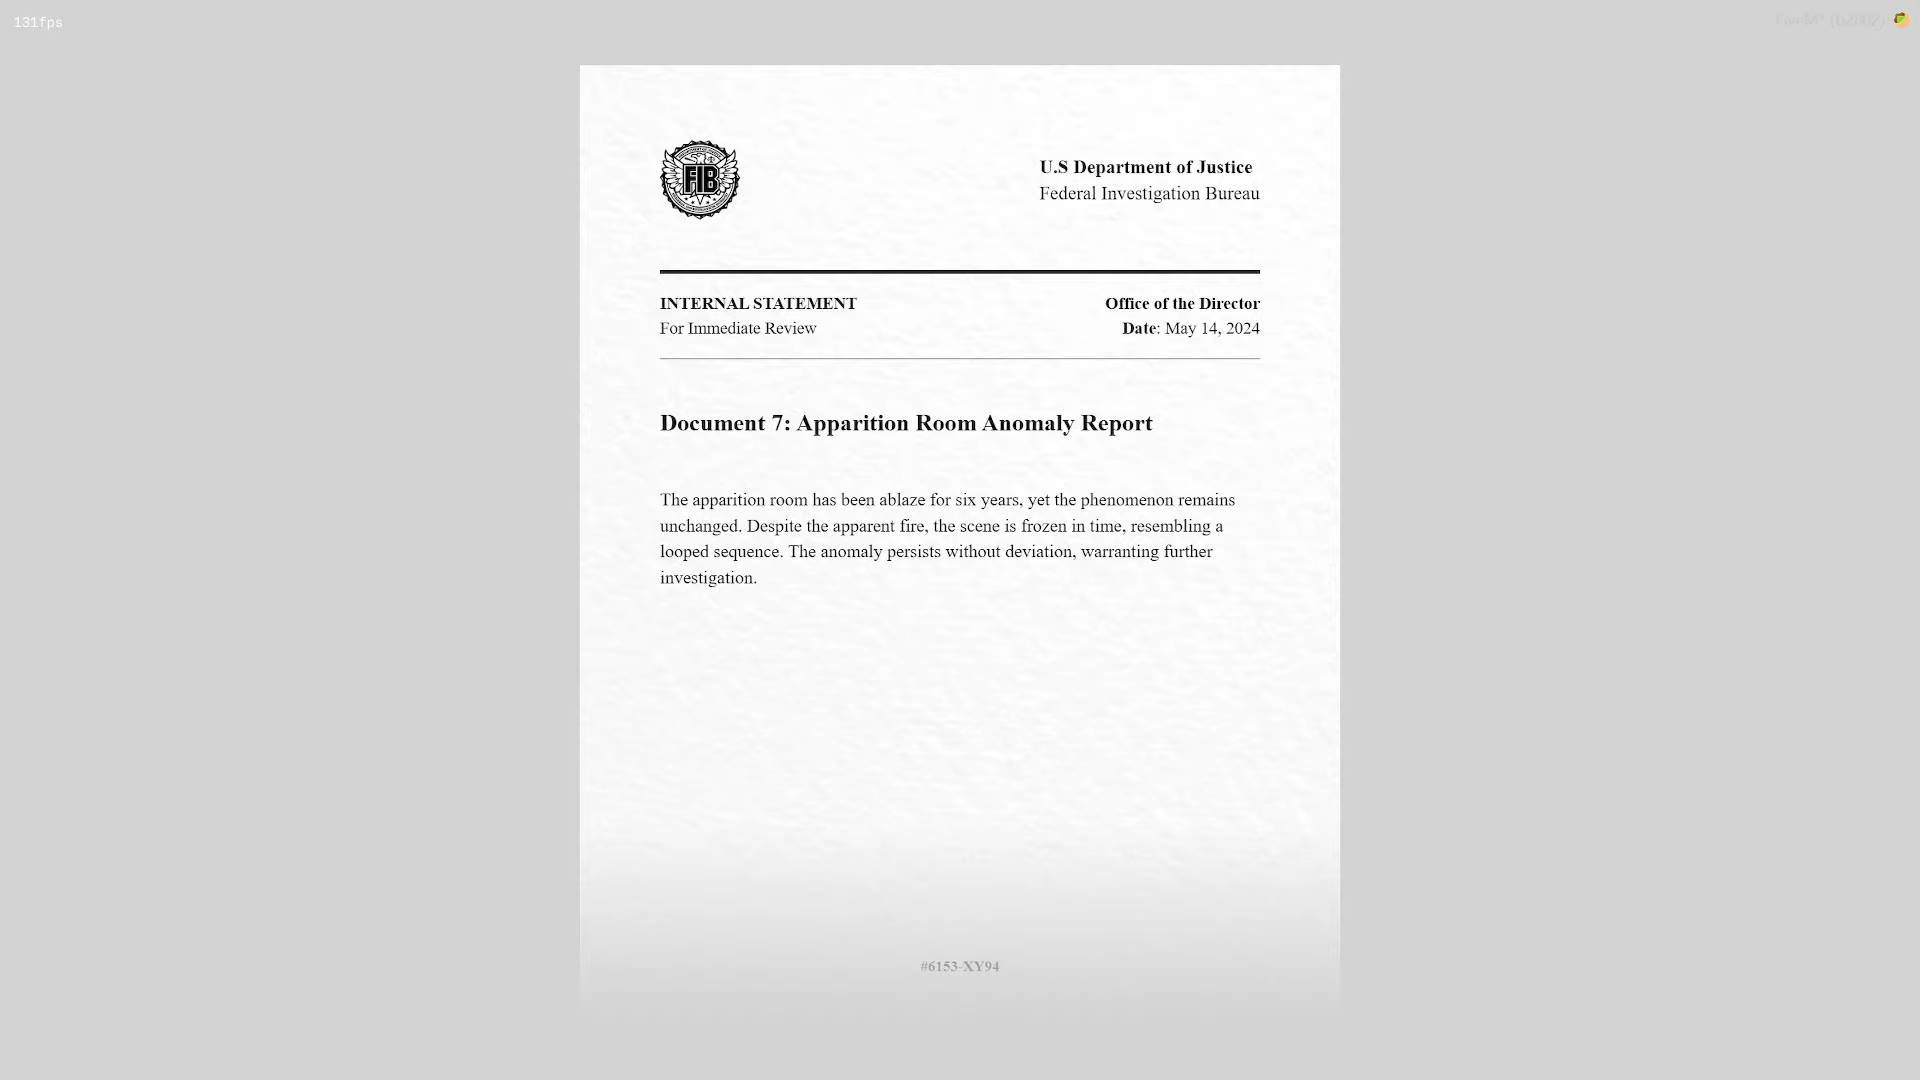 131fps
FIB
U.S Department of Justice
Federal Investigation Bureau
INTERNAL STATEMENT
For Immediate Review
Office of the Director
Date: May 14, 2024
Document 7: Apparition Room Anomaly Report
The apparition room has been ablaze for six years, yet the phenomenon remains
unchanged. Despite the apparent fire, the scene is frozen in time, resembling a
looped sequence. The anomaly persists without deviation, warranting further
investigation.
#6153-XY94